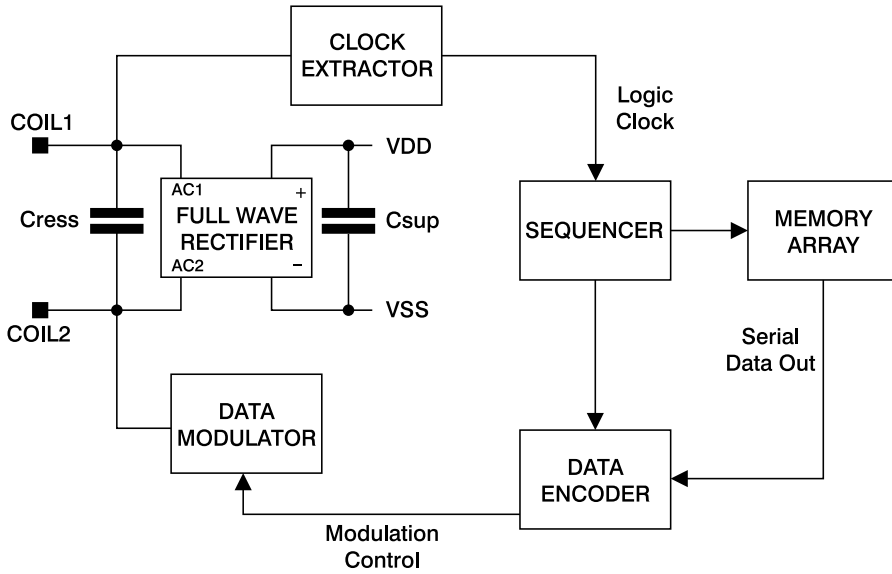 CLOCK
EXTRACTOR
Logic
Clock
COIL1
VDD
AC1
+
Cress
FULL WAVE
RECTIFIER
Csup
AC2
−
SEQUENCER
MEMORY
ARRAY
COIL2
VSS
Serial
Data Out
DATA
MODULATOR
DATA
ENCODER
Modulation
Control